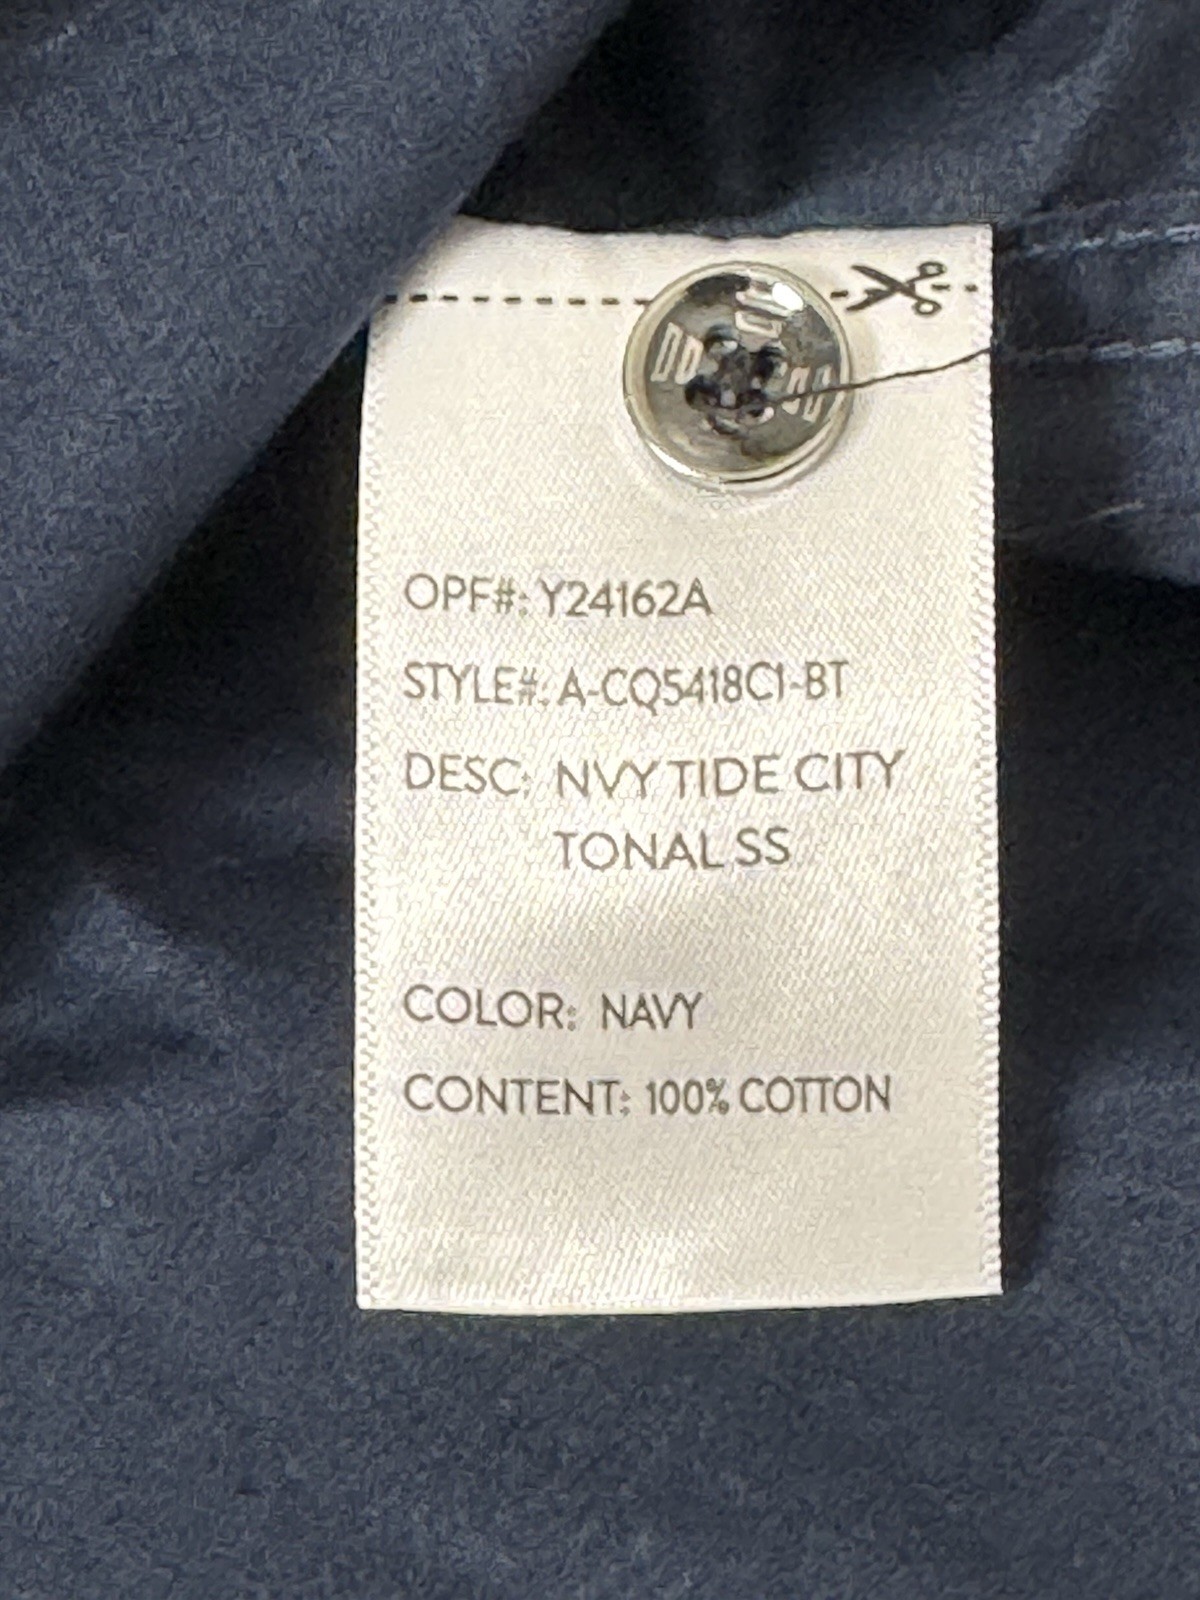 OPF#: Y24162A
STYLE#: A-CQ5418C1-BT
DESC: NVY TIDE CITY
TONAL SS
COLOR: NAVY
CONTENT: 100% COTTON